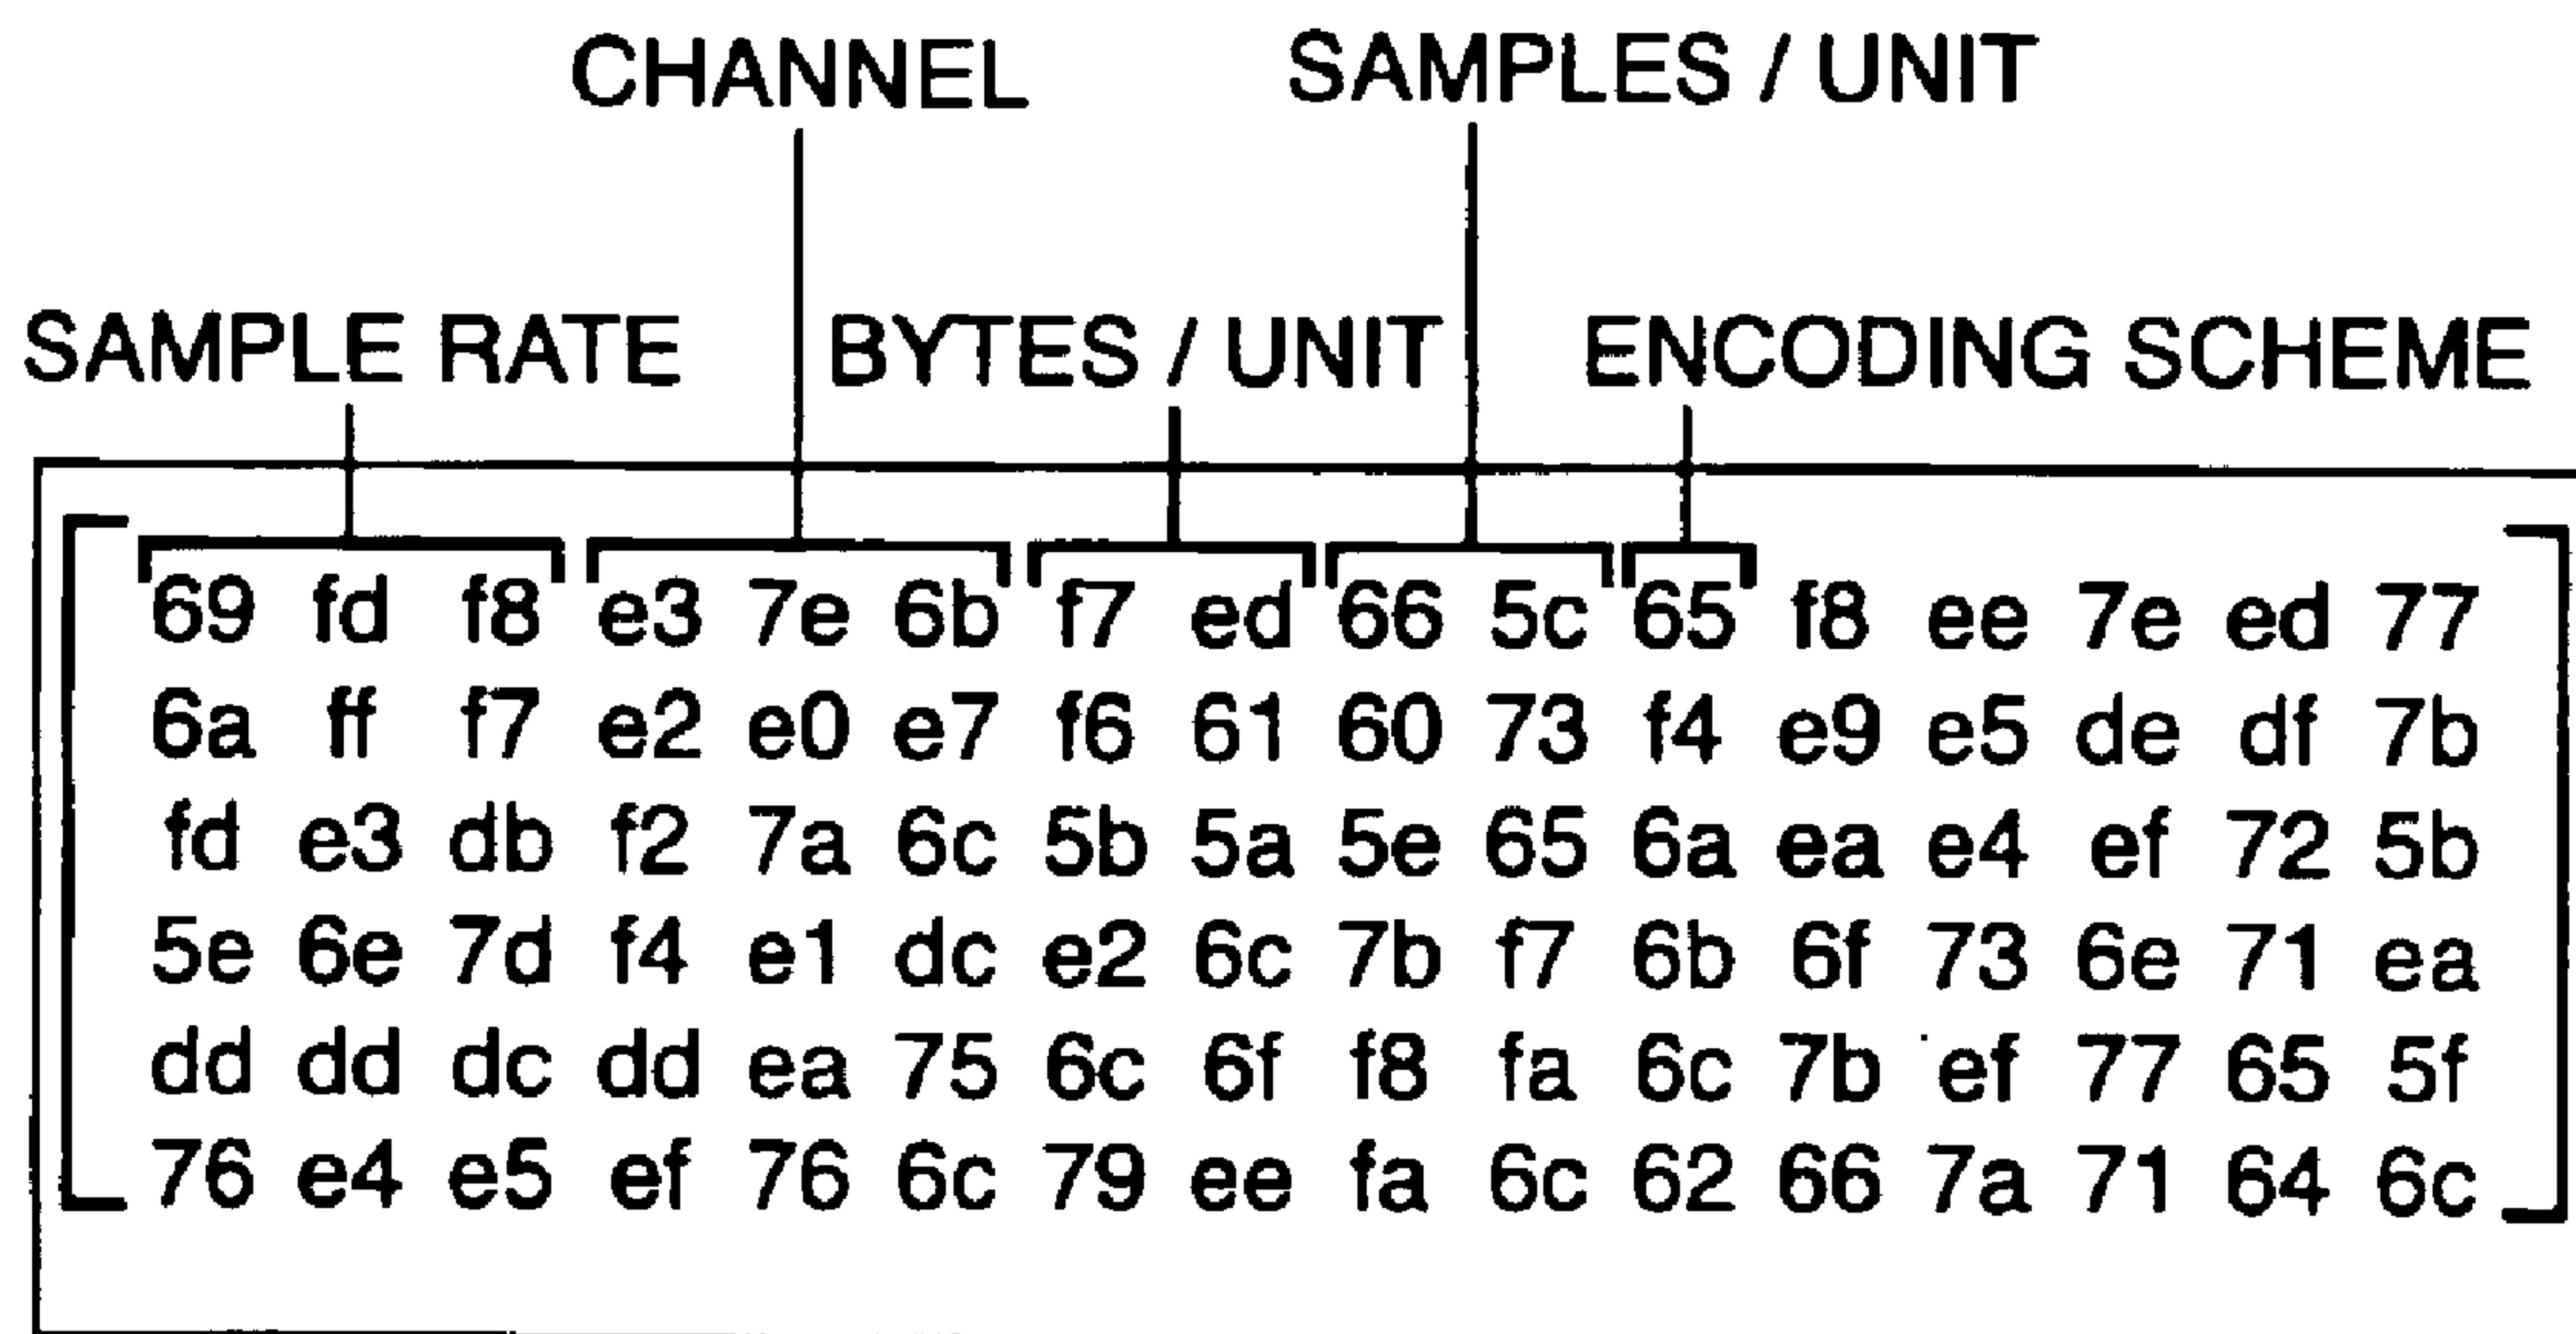 CHANNEL SAMPLES / UNIT
SAMPLE RATE BYTES / UNIT ENCODING SCHEME
69 fd f8 e3 7e 6b f7 ed 66 5c 65 f8 ee 7e ed 77
6a ff f7 e2 e0 e7 f6 61 60 73 f4 e9 e5 de df 7b
fd e3 db f2 7a 6c 5b 5a 5e 65 6a ea e4 ef 72 5b
5e 6e 7d f4 e1 dc e2 6c 7b f7 6b 6f 73 6e 71 ea
dd dd dc dd ea 75 6c 6f f8 fa 6c 7b ef 77 65 5f
76 e4 e5 ef 76 6c 79 ee fa 6c 62 66 7a 71 64 6c